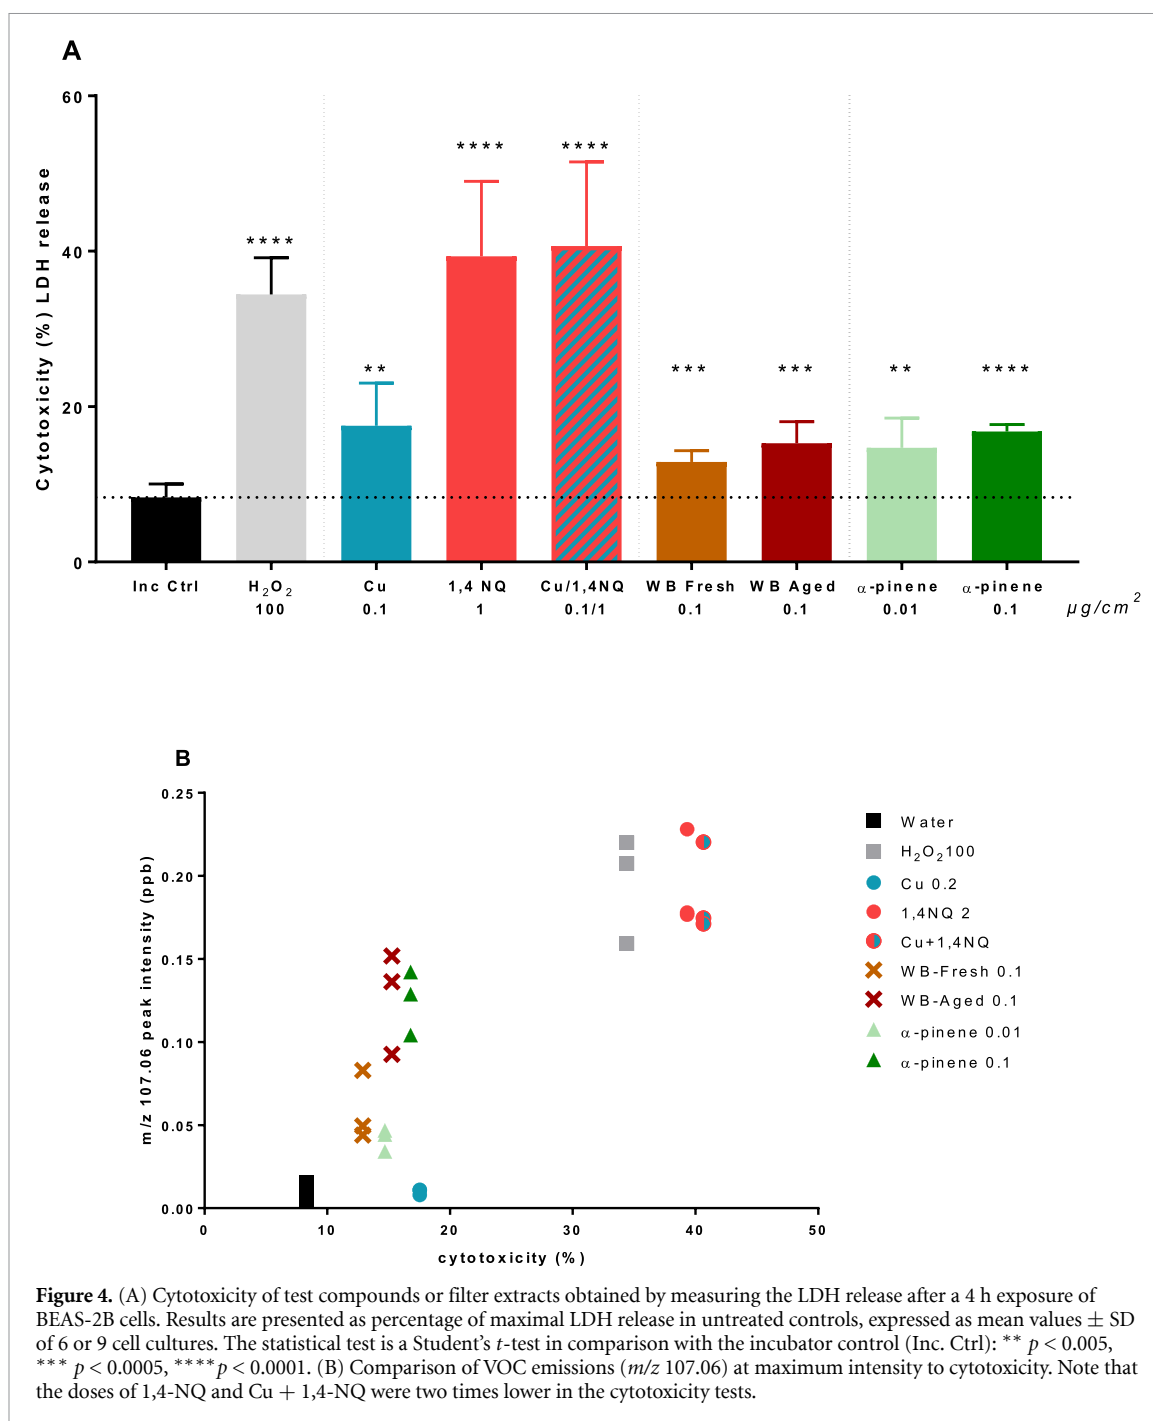 A
60
40
20
0
Cytotoxicity (%) LDH release
****
**
****
****
***
***
**
****
Inc Ctrl H₂O₂ Cu 1,4 NQ Cu/1,4NQ WB Fresh WB Aged α-pinene α-pinene
100 0.1 1 0.1/1 0.1 0.1 0.01 0.1 µg/cm²
B
0.25
0.20
0.15
0.10
0.05
0.00
m/z 107.06 peak intensity (ppb)
0 10 20 30 40 50
cytotoxicity (%)
Water
H₂O₂100
Cu 0.2
1,4NQ 2
Cu+1,4NQ
WB-Fresh 0.1
WB-Aged 0.1
α-pinene 0.01
α-pinene 0.1
Figure 4. (A) Cytotoxicity of test compounds or filter extracts obtained by measuring the LDH release after a 4 h exposure of
BEAS-2B cells. Results are presented as percentage of maximal LDH release in untreated controls, expressed as mean values ± SD
of 6 or 9 cell cultures. The statistical test is a Student's t-test in comparison with the incubator control (Inc. Ctrl): ** p < 0.005,
*** p < 0.0005, ****p < 0.0001. (B) Comparison of VOC emissions (m/z 107.06) at maximum intensity to cytotoxicity. Note that
the doses of 1,4-NQ and Cu + 1,4-NQ were two times lower in the cytotoxicity tests.